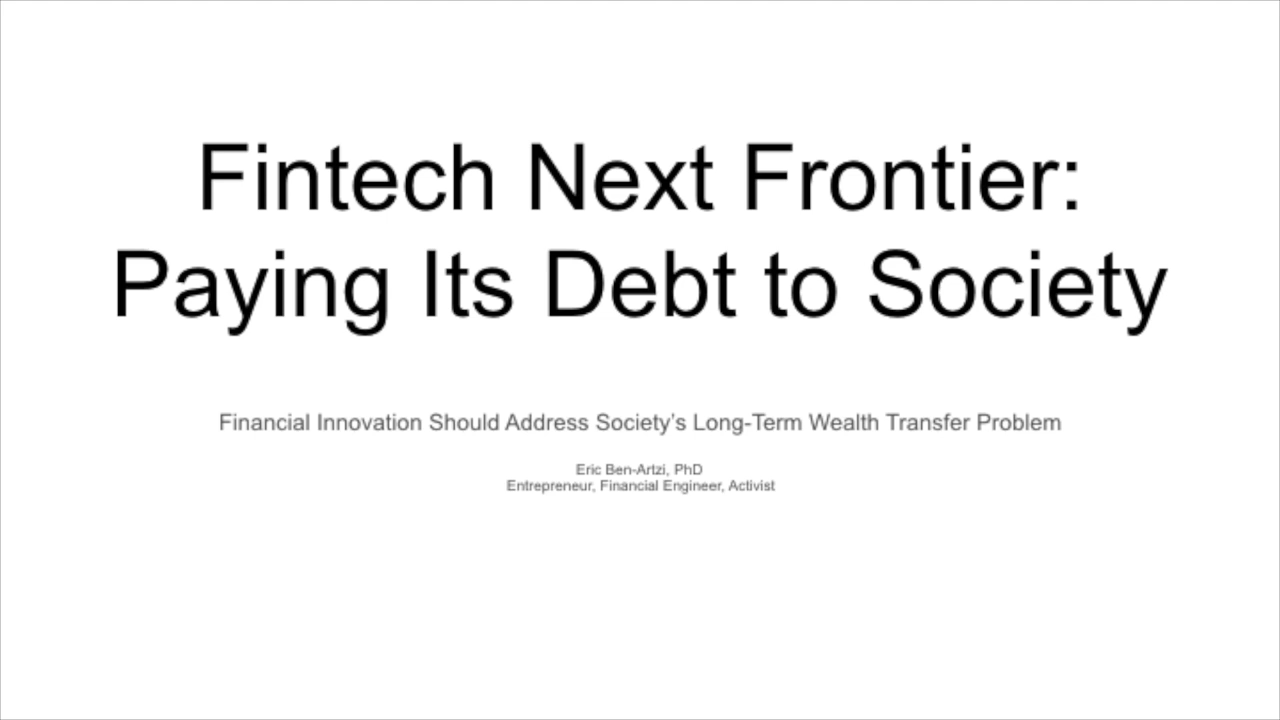 Fintech Next Frontier:
Paying Its Debt to Society
Financial Innovation Should Address Society’s Long-Term Wealth Transfer Problem
Eric Ben-Artzi, PhD
Entrepreneur, Financial Engineer, Activist